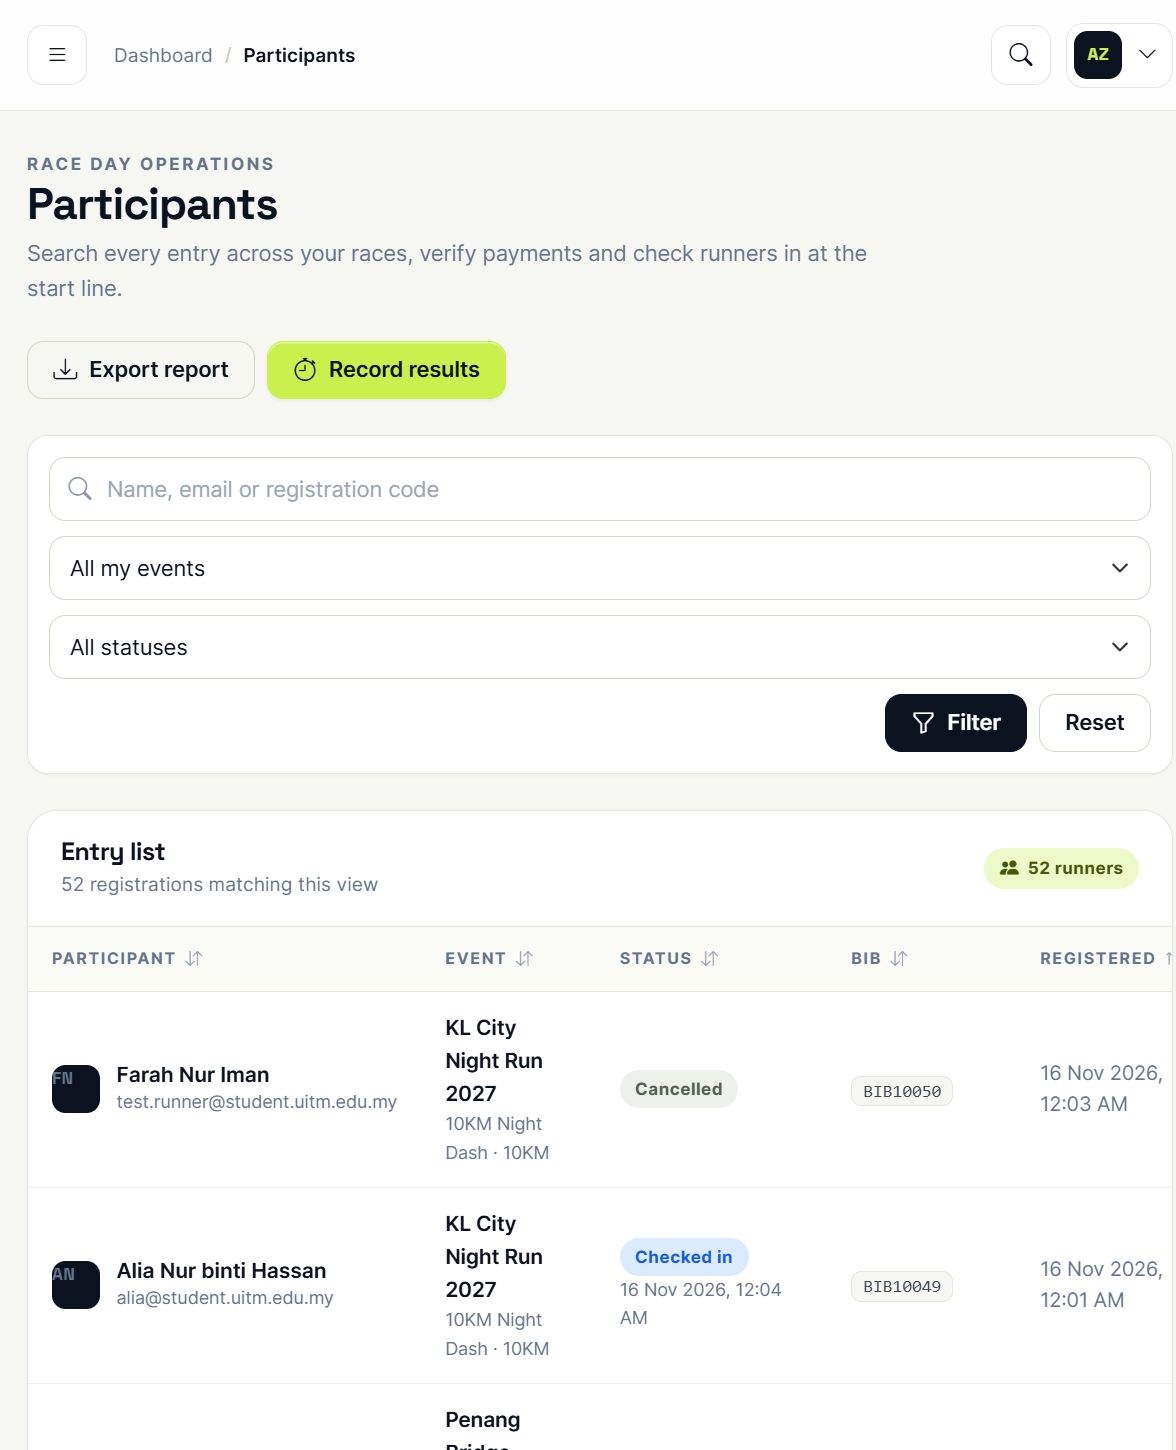 Dashboard / Participants
AZ
RACE DAY OPERATIONS
Participants
Search every entry across your races, verify payments and check runners in at the
start line.
Export report
Record results
Name, email or registration code
All my events
All statuses
Filter
Reset
Entry list
52 registrations matching this view
52 runners
PARTICIPANT EVENT STATUS BIB REGISTERED
FN
Farah Nur Iman
test.runner@student.uitm.edu.my
KL City
Night Run
2027
10KM Night
Dash · 10KM
Cancelled
BIB10050
16 Nov 2026,
12:03 AM
AN
Alia Nur binti Hassan
alia@student.uitm.edu.my
KL City
Night Run
2027
10KM Night
Dash · 10KM
Checked in
16 Nov 2026, 12:04
AM
BIB10049
16 Nov 2026,
12:01 AM
Penang
Bridge